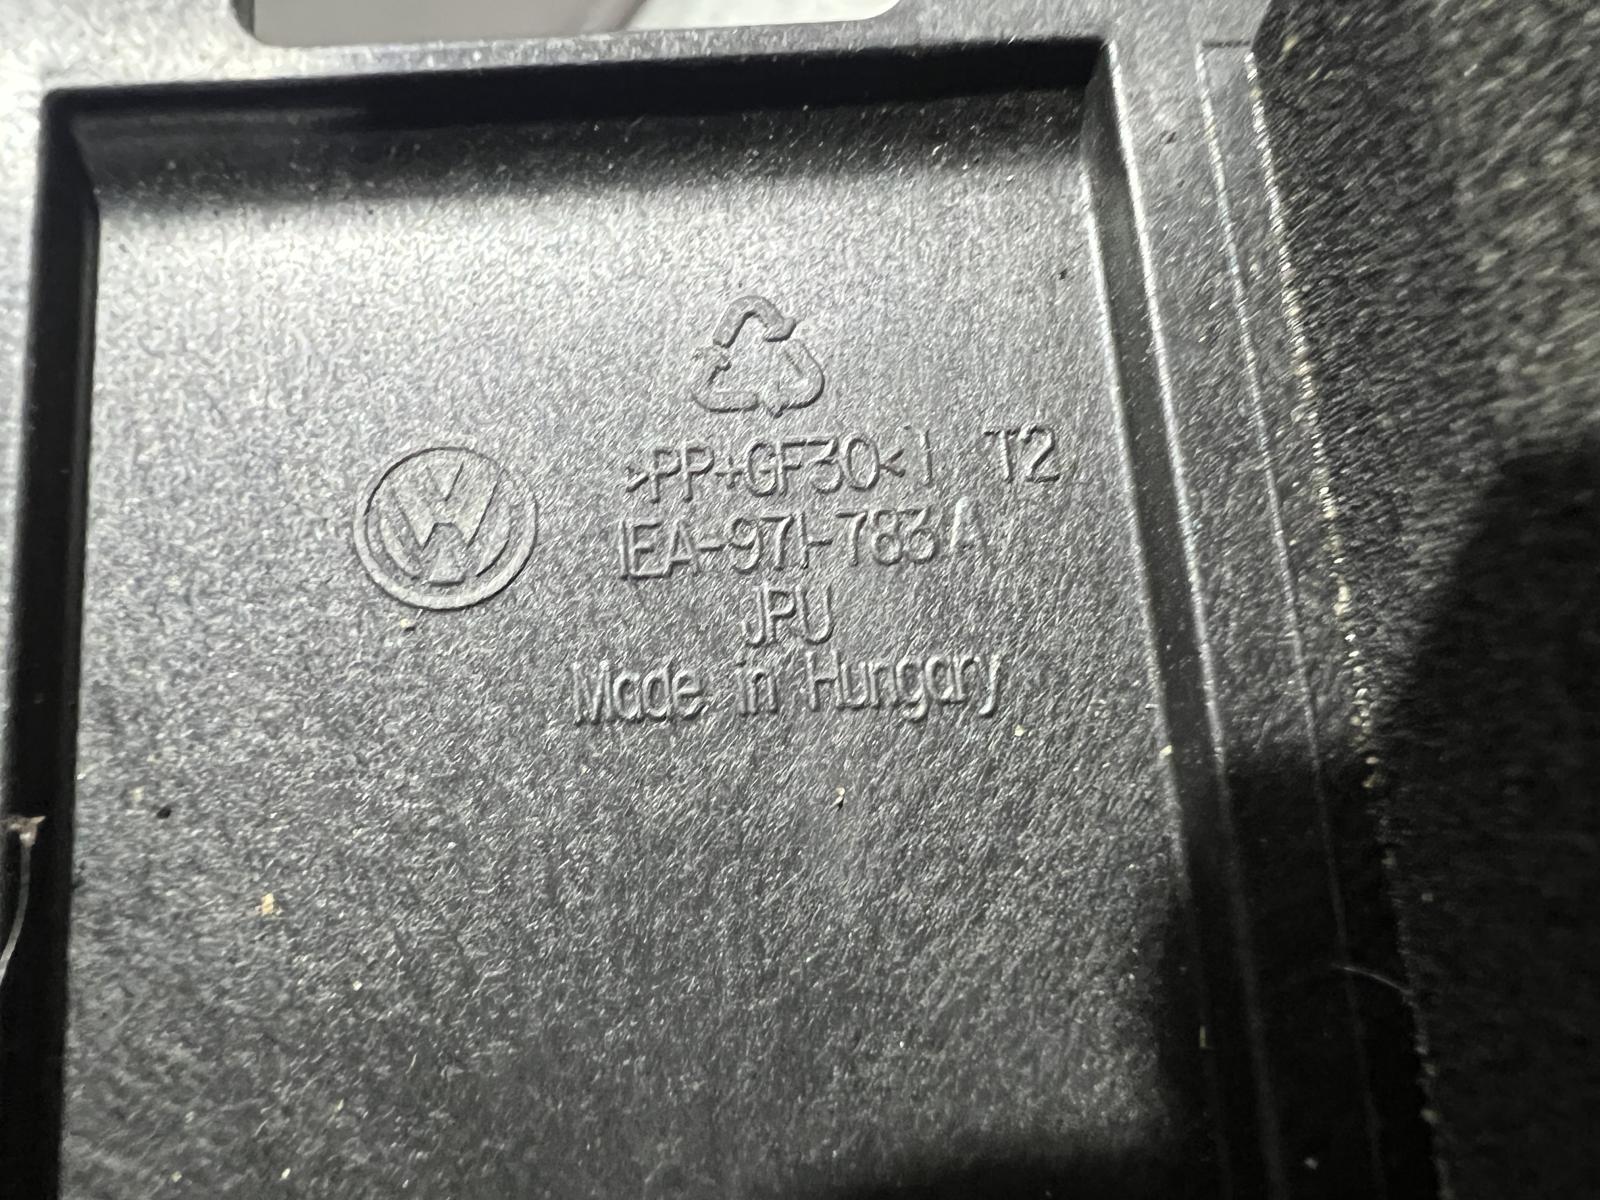 >PP+GF30<1 T2
1EA-971-783 A
JPU
Made in Hungary